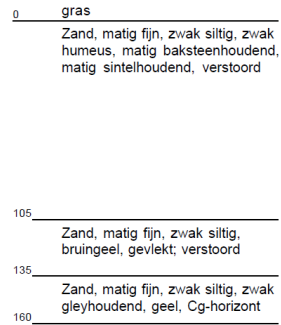 0 gras
Zand, matig fijn, zwak siltig, zwak
humeus, matig baksteenhoudend,
matig sintelhoudend, verstoord
105
Zand, matig fijn, zwak siltig,
bruingeel, gevlekt; verstoord
135
Zand, matig fijn, zwak siltig, zwak
gleyhoudend, geel, Cg-horizont
160